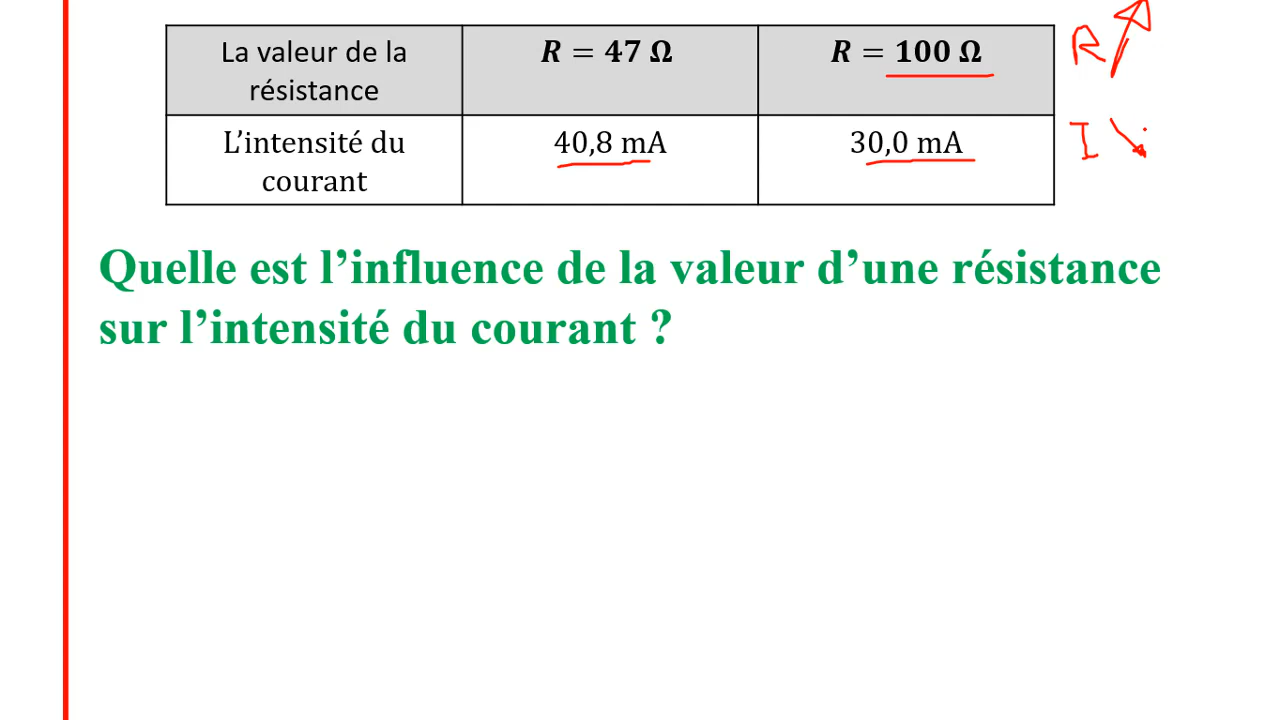 La valeur de la résistance R = 47 Ω R = 100 Ω R
L’intensité du courant 40,8 mA 30,0 mA I
Quelle est l’influence de la valeur d’une résistance
sur l’intensité du courant ?